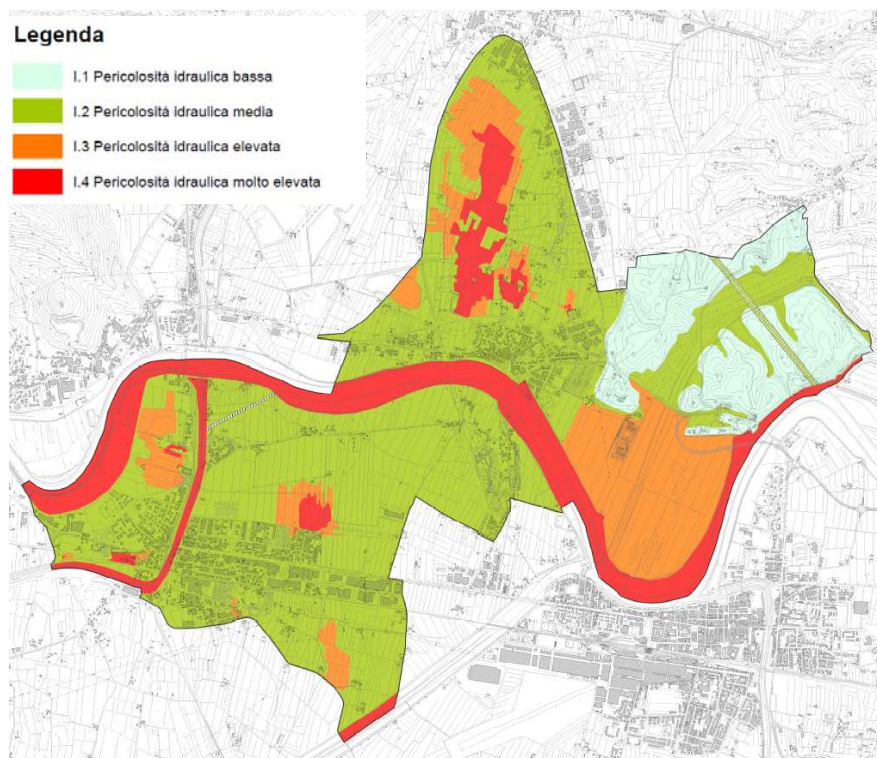 Legenda
I.1 Pericolosità idraulica bassa
I.2 Pericolosità idraulica media
I.3 Pericolosità idraulica elevata
I.4 Pericolosità idraulica molto elevata